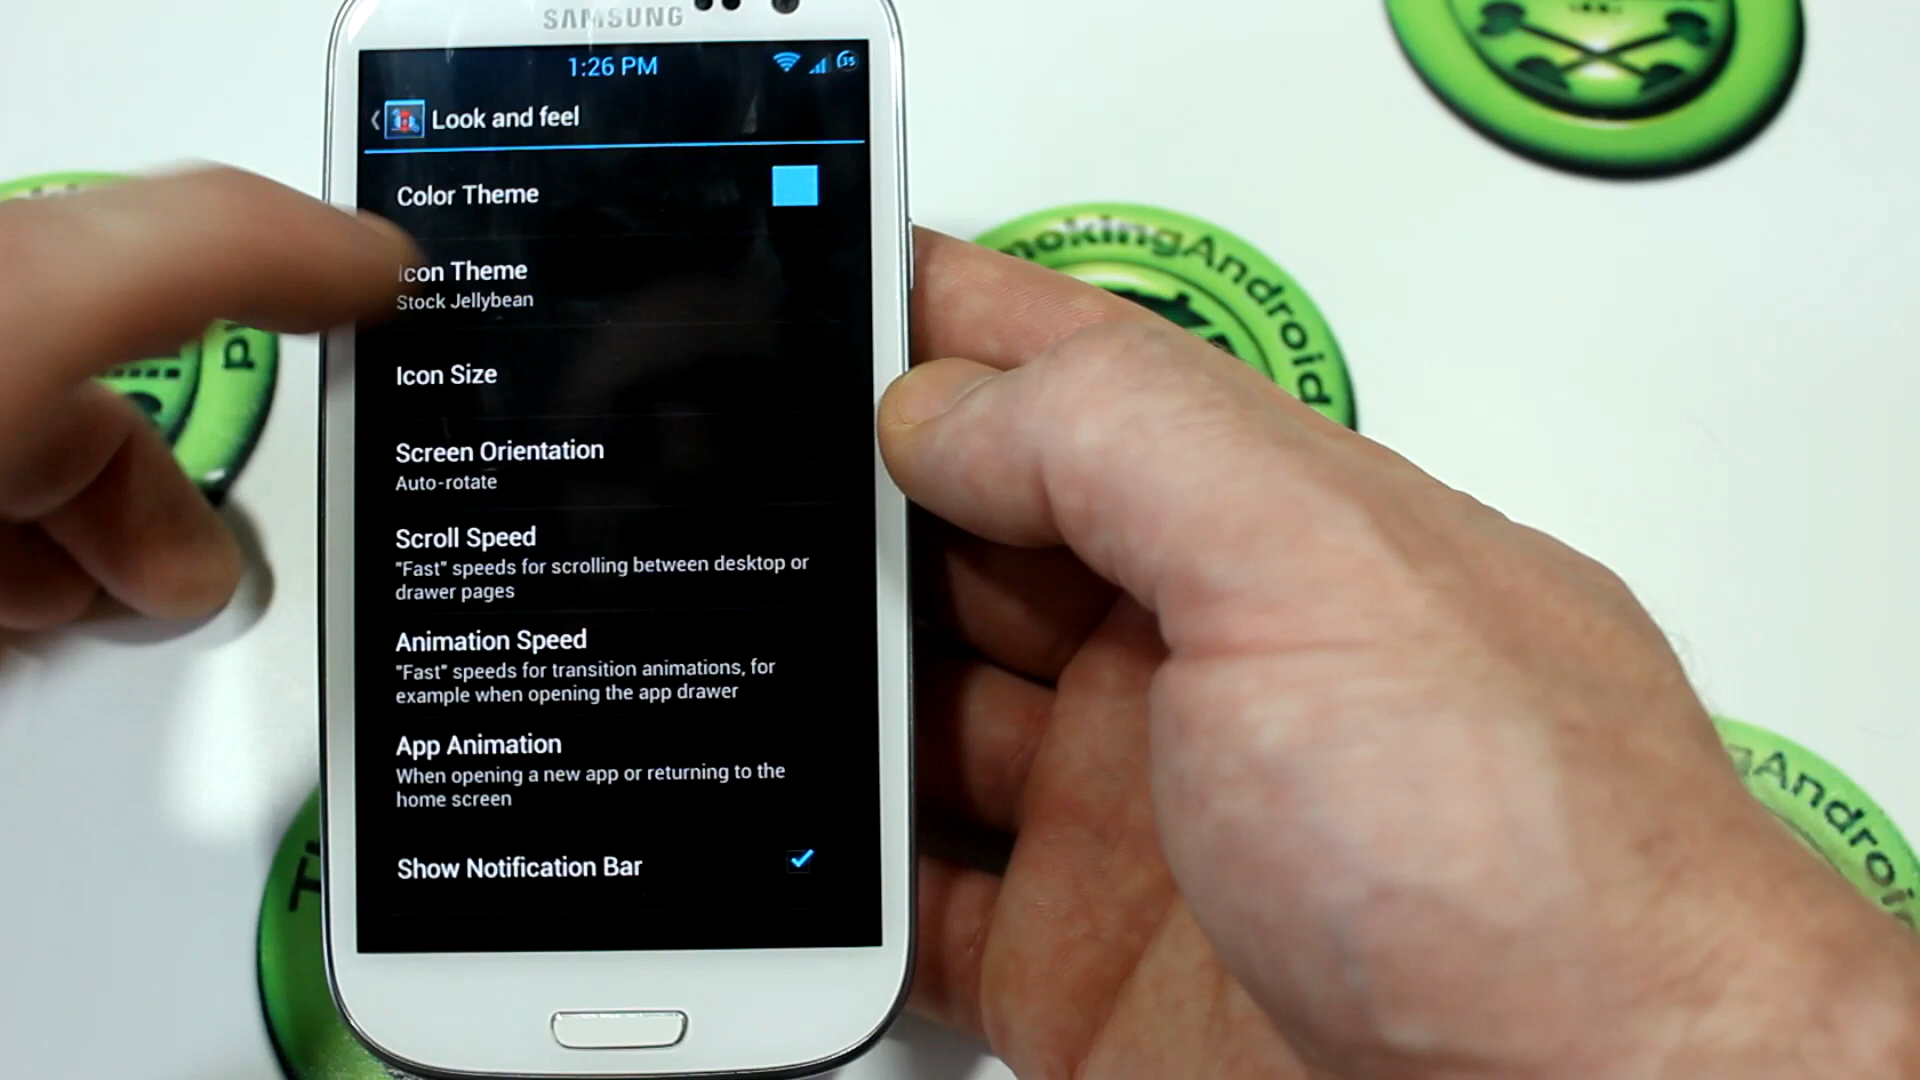 SAMSUNG
1:26 PM
35
Look and feel
Color Theme
Icon Theme
Stock Jellybean
Icon Size
Screen Orientation
Auto-rotate
Scroll Speed
"Fast" speeds for scrolling between desktop or
drawer pages
Animation Speed
"Fast" speeds for transition animations, for
example when opening the app drawer
App Animation
When opening a new app or returning to the
home screen
Show Notification Bar
mokingAndroid
gAndroid